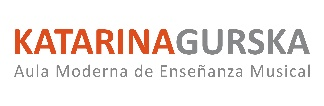 KATARINAGURSKA
Aula Moderna de Enseñanza Musical